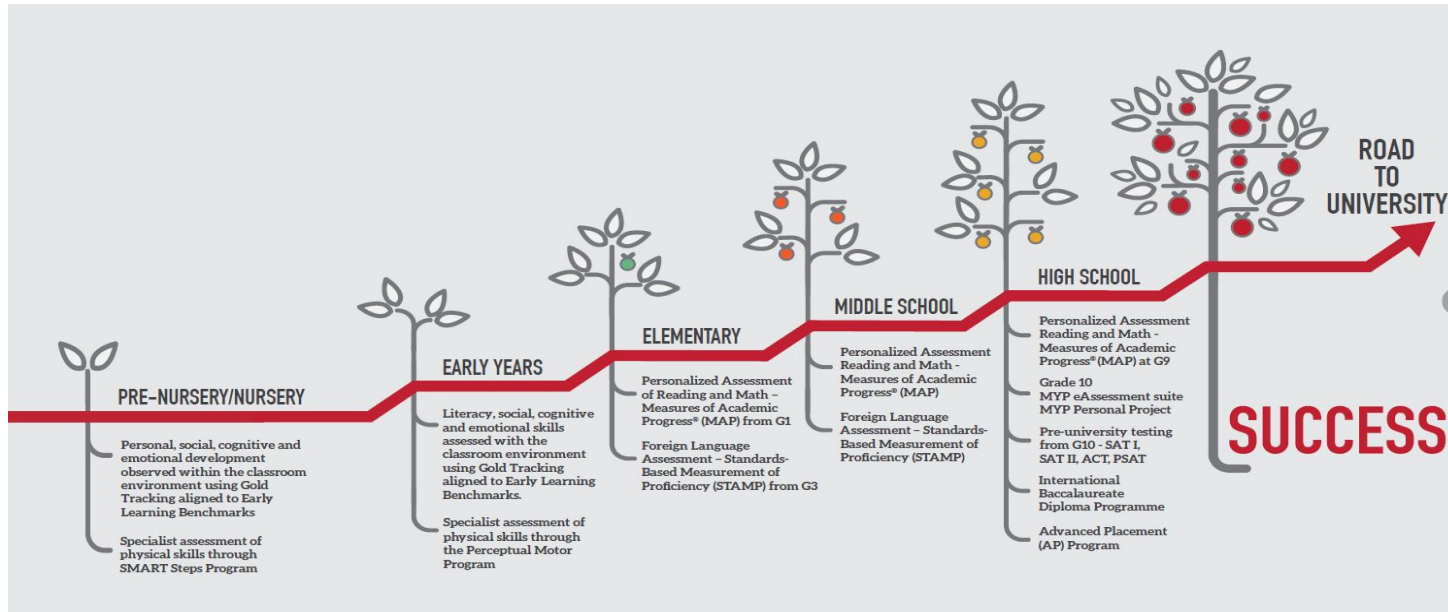 PRE-NURSERY/NURSERY
Personal, social, cognitive and
emotional development
observed within the classroom
environment using Gold
Tracking aligned to Early
Learning Benchmarks
Specialist assessment of
physical skills through
SMART Steps Program
EARLY YEARS
Literacy, social, cognitive
and emotional skills
assessed with the
classroom environment
using Gold Tracking
aligned to Early Learning
Benchmarks.
Specialist assessment of
physical skills through
the Perceptual Motor
Program
ELEMENTARY
Personalized Assessment
of Reading and Math –
Measures of Academic
Progress® (MAP) from G1
Foreign Language
Assessment – Standards-
Based Measurement of
Proficiency (STAMP) from G3
MIDDLE SCHOOL
Personalized Assessment
Reading and Math -
Measures of Academic
Progress® (MAP)
Foreign Language
Assessment – Standards-
Based Measurement of
Proficiency (STAMP)
HIGH SCHOOL
Personalized Assessment
Reading and Math -
Measures of Academic
Progress® (MAP) at G9
Grade 10
MYP eAssessment suite
MYP Personal Project
Pre-university testing
from G10 - SAT I,
SAT II, ACT, PSAT
International
Baccalaureate
Diploma Programme
Advanced Placement
(AP) Program
ROAD
TO
UNIVERSITY
SUCCESS